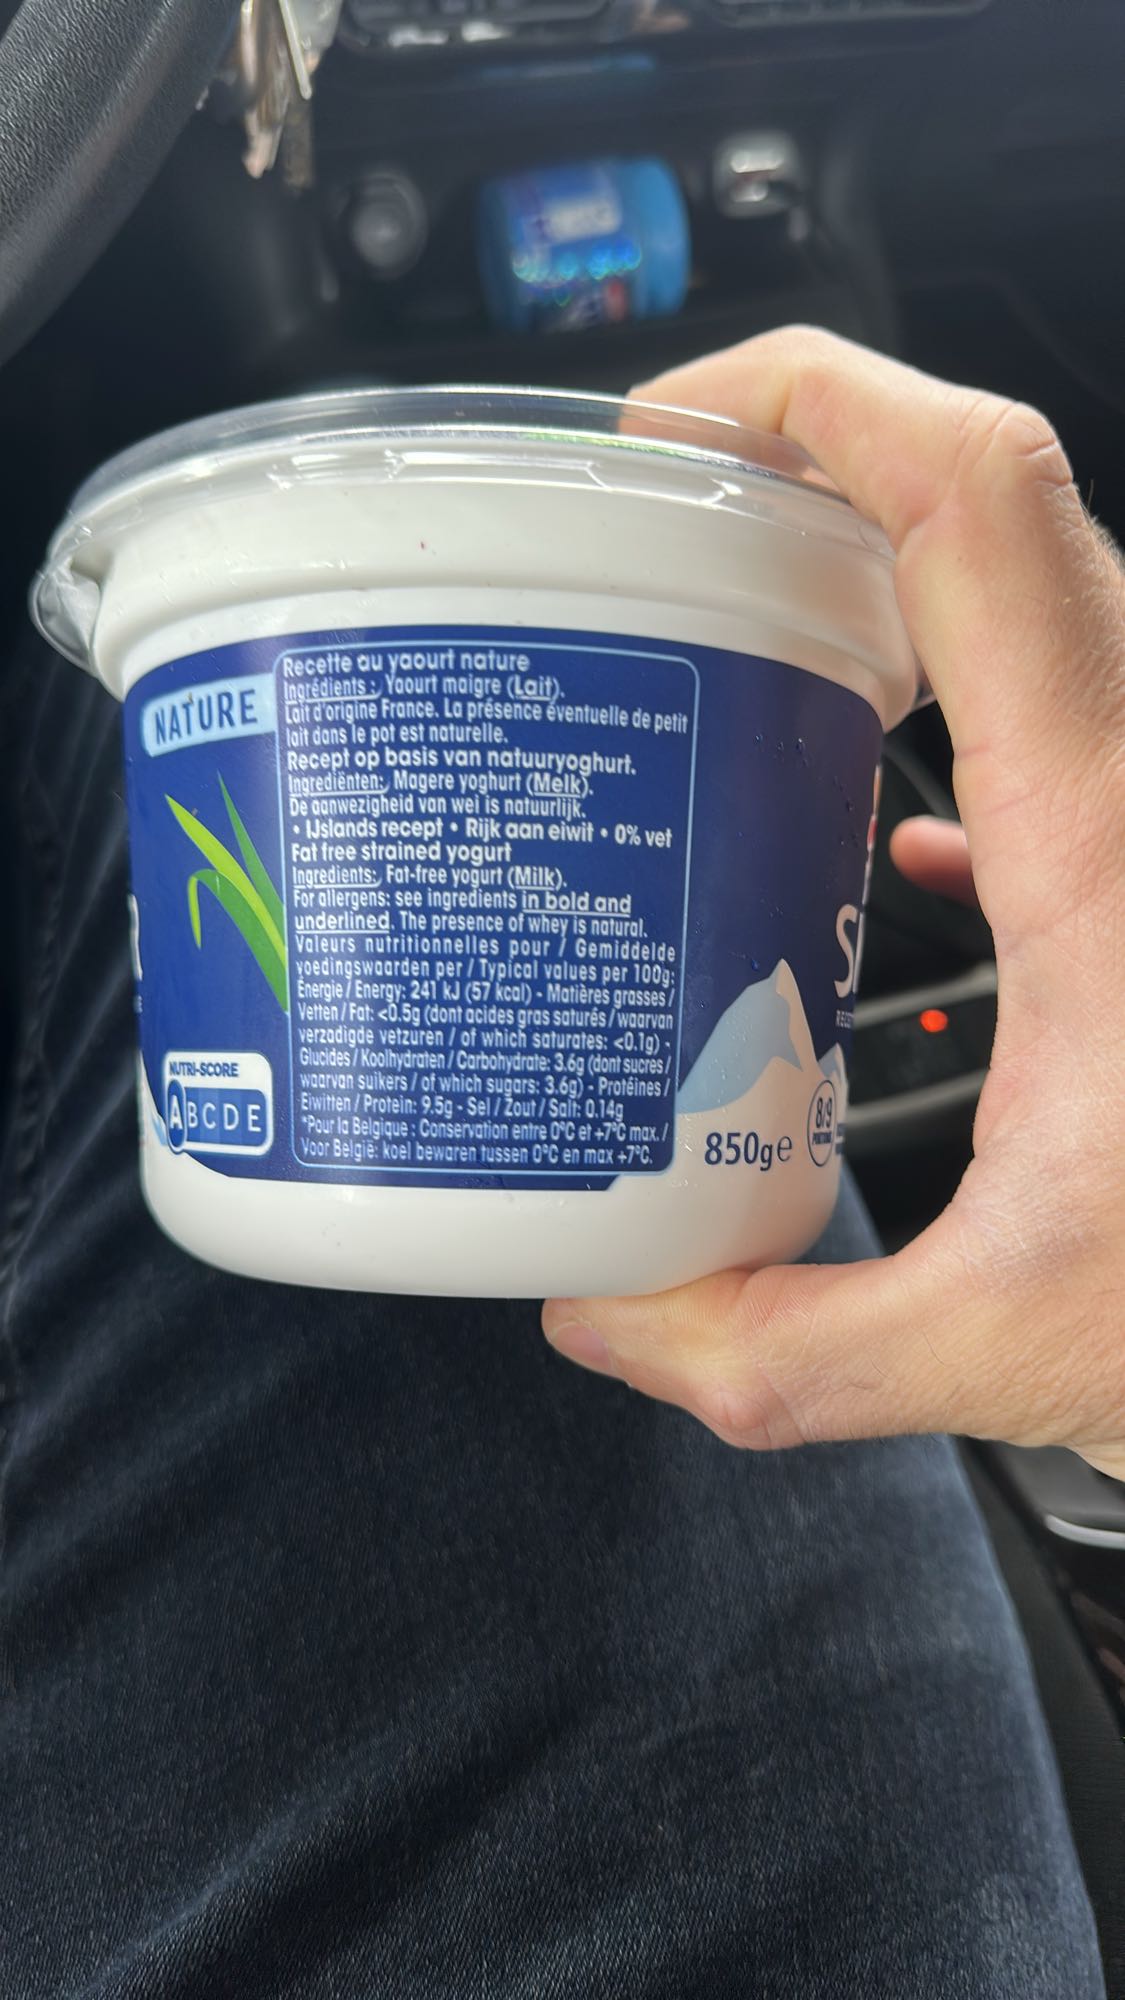 NATURE
Recette au yaourt nature
Ingrédients : Yaourt maigre (Lait).
Lait d'origine France. La présence éventuelle de petit
lait dans le pot est naturelle.
Recept op basis van natuuryoghurt.
Ingrediënten: Magere yoghurt (Melk).
De aanwezigheid van wei is natuurlijk.
• IJslands recept • Rijk aan eiwit • 0% vet
Fat free strained yogurt
Ingredients: Fat-free yogurt (Milk).
For allergens: see ingredients in bold and
underlined. The presence of whey is natural.
Valeurs nutritionnelles pour / Gemiddelde
voedingswaarden per / Typical values per 100g:
Énergie / Energy: 241 kJ (57 kcal) - Matières grasses /
Vetten / Fat: <0.5g (dont acides gras saturés / waarvan
verzadigde vetzuren / of which saturates: <0.1g) -
Glucides / Koolhydraten / Carbohydrate: 3.6g (dont sucres /
waarvan suikers / of which sugars: 3.6g) - Protéines /
Eiwitten / Protein: 9.5g - Sel / Zout / Salt: 0.14g
*Pour la Belgique : Conservation entre 0°C et +7°C max. /
Voor België: koel bewaren tussen 0°C en max +7°C.
NUTRI-SCORE
A B C D E
850g e
8/9
PORTIONS